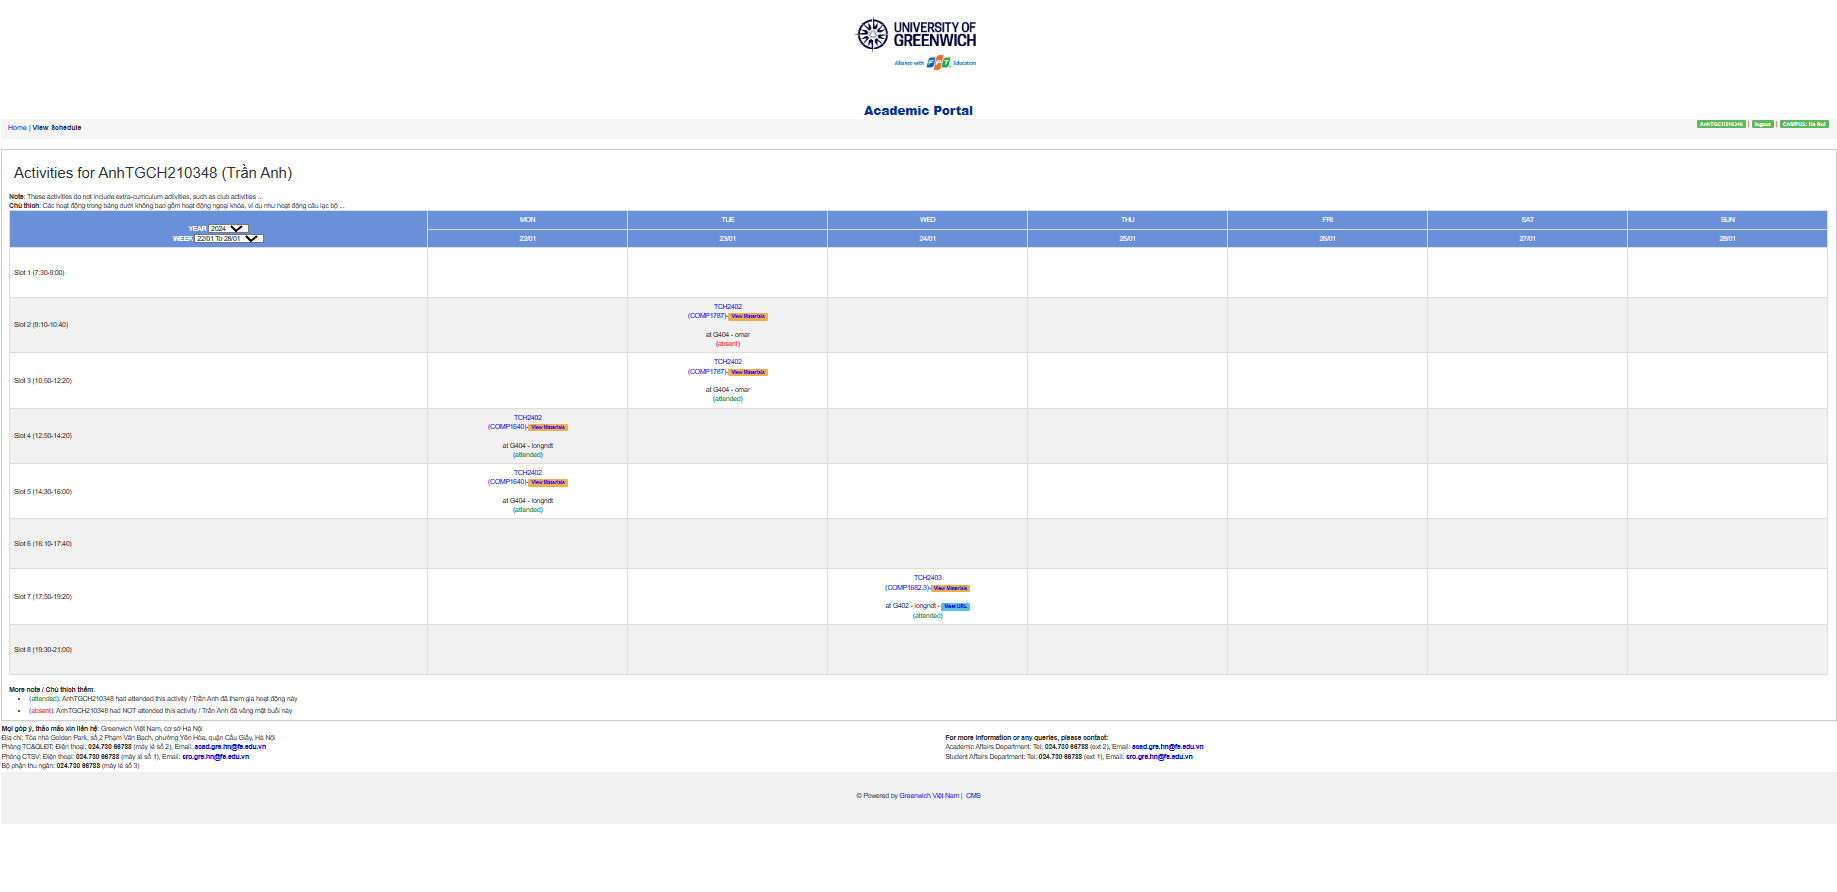 UNIVERSITY OF
GREENWICH
Alliance with FPT Education
Academic Portal
Home | View Schedule
AnhTGCH210348 | logout | CAMPUS: Ha Noi
Activities for AnhTGCH210348 (Trần Anh)
Note: These activities do not include extra-curriculum activities, such as club activities ...
Chú thích: Các hoạt động trong bảng dưới không bao gồm hoạt động ngoại khóa, ví dụ như hoạt động câu lạc bộ ...
YEAR 2024
WEEK 22/01 To 28/01
MON TUE WED THU FRI SAT SUN
22/01 23/01 24/01 25/01 26/01 27/01 28/01
Slot 1 (7:30-9:00)
Slot 2 (9:10-10:40)
TCH2402
(COMP1787)-View Materials
at G404 - omar
(absent)
Slot 3 (10:50-12:20)
TCH2402
(COMP1787)-View Materials
at G404 - omar
(attended)
Slot 4 (12:50-14:20)
TCH2402
(COMP1640)-View Materials
at G404 - longndt
(attended)
Slot 5 (14:30-16:00)
TCH2402
(COMP1640)-View Materials
at G404 - longndt
(attended)
Slot 6 (16:10-17:40)
Slot 7 (17:50-19:20)
TCH2403
(COMP1682.3)-View Materials
at G402 - longndt - Meet URL
(attended)
Slot 8 (19:30-21:00)
More note / Chú thích thêm:
• (attended): AnhTGCH210348 had attended this activity / Trần Anh đã tham gia hoạt động này
• (absent): AnhTGCH210348 had NOT attended this activity / Trần Anh đã vắng mặt buổi này
Mọi góp ý, thắc mắc xin liên hệ: Greenwich Việt Nam, cơ sở Hà Nội
Địa chỉ: Tòa nhà Golden Park, số 2 Phạm Văn Bạch, phường Yên Hòa, quận Cầu Giấy, Hà Nội
Phòng TC&QLĐT: Điện thoại: 024.730 66788 (máy lẻ số 2), Email: acad.gre.hn@fe.edu.vn
Phòng CTSV: Điện thoại: 024.730 66788 (máy lẻ số 1), Email: sro.gre.hn@fe.edu.vn
Bộ phận thu ngân: 024.730 66788 (máy lẻ số 3)
For more information or any queries, please contact:
Academic Affairs Department: Tel: 024.730 66788 (ext 2), Email: acad.gre.hn@fe.edu.vn
Student Affairs Department: Tel: 024.730 66788 (ext 1), Email: sro.gre.hn@fe.edu.vn
© Powered by Greenwich Việt Nam | CMS